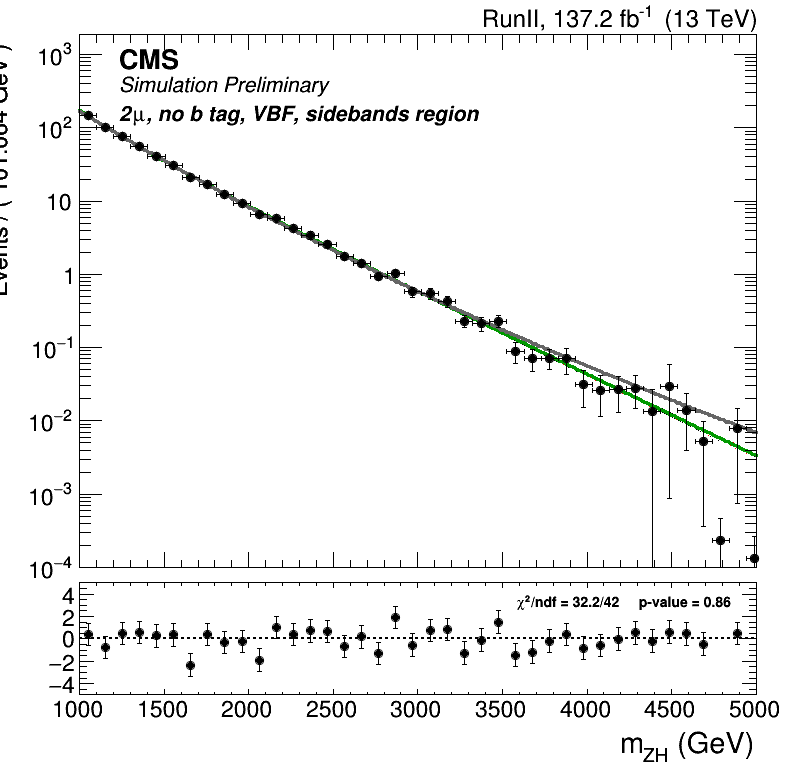 RunII, 137.2 fb⁻¹ (13 TeV)
CMS
Simulation Preliminary
2μ, no b tag, VBF, sidebands region
10³
10²
10
1
10⁻¹
10⁻²
10⁻³
10⁻⁴
Events / (
χ²/ndf = 32.2/42 p-value = 0.86
4
2
0
−2
−4
1000 1500 2000 2500 3000 3500 4000 4500 5000
m_ZH (GeV)